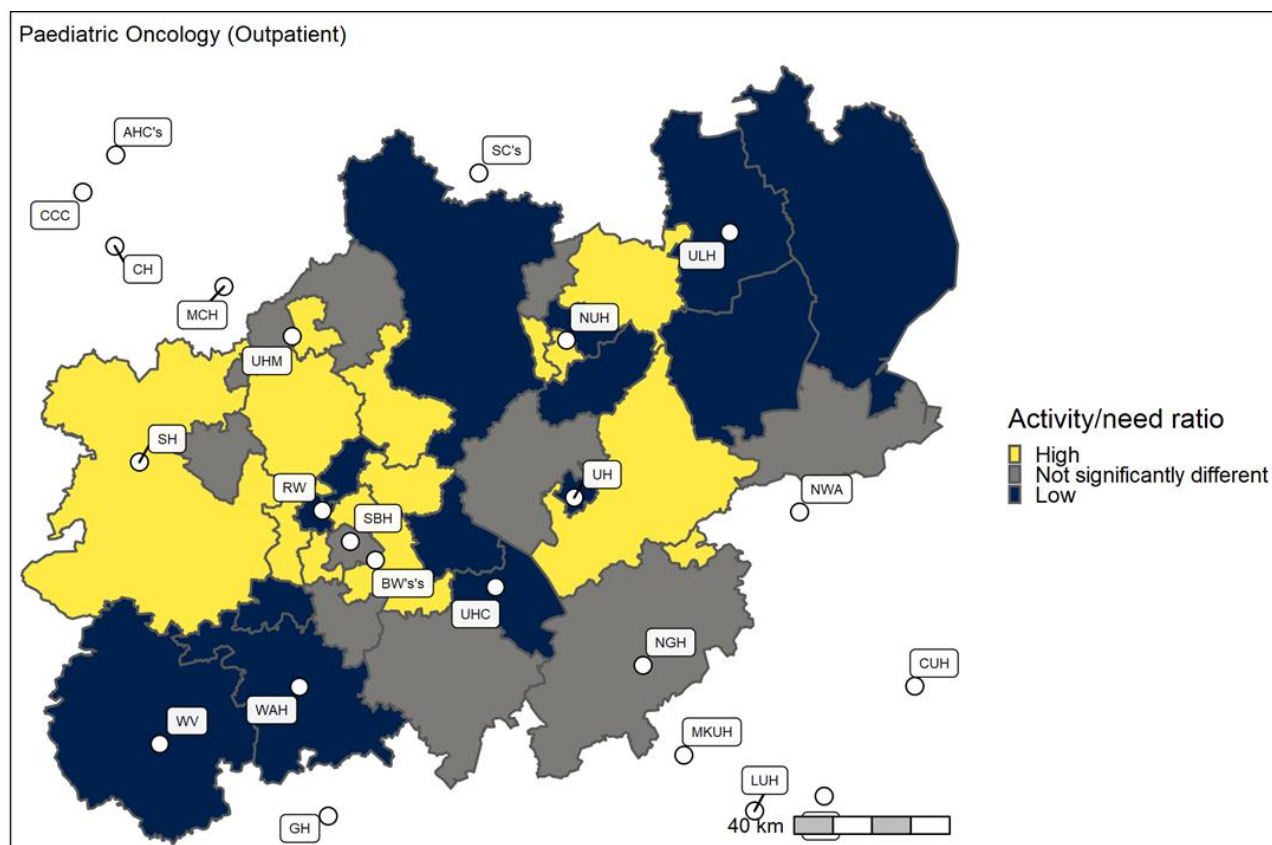 Paediatric Oncology (Outpatient)
AHC's
SC's
CCC
CH
ULH
MCH
NUH
UHM
SH
RW
UH
NWA
SBH
BW's's
UHC
NGH
CUH
WAH
WV
MKUH
LUH
GH
40 km
Activity/need ratio
High
Not significantly different
Low